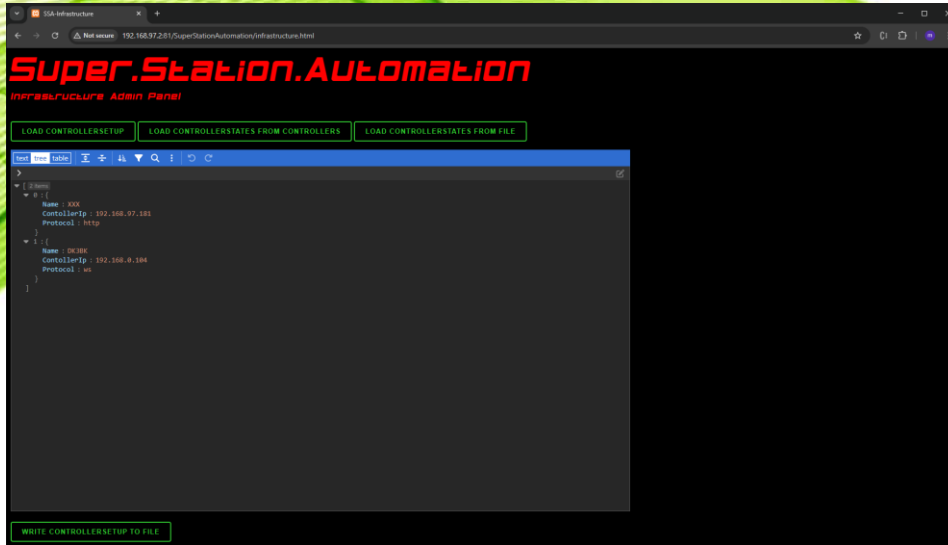 SSA-Infrastructure
Not secure 192.168.97.2:81/SuperStationAutomation/infrastructure.html
Super.Station.Automation
Infrastructure Admin Panel
LOAD CONTROLLERSETUP LOAD CONTROLLERSTATES FROM CONTROLLERS LOAD CONTROLLERSTATES FROM FILE
text tree table
[ 2 items
0 : {
Name : XXX
ContollerIp : 192.168.97.181
Protocol : http
}
1 : {
Name : DK3BK
ContollerIp : 192.168.0.104
Protocol : ws
}
]
WRITE CONTROLLERSETUP TO FILE